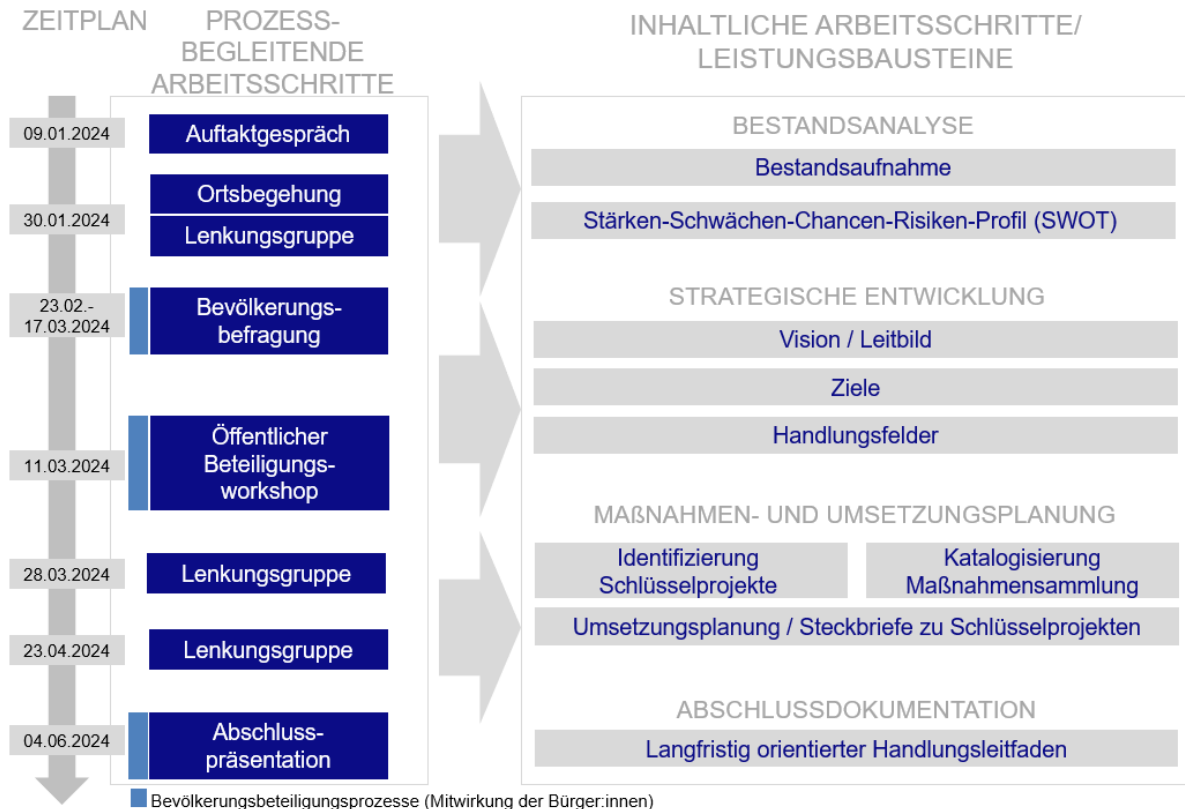 ZEITPLAN
PROZESS-
BEGLEITENDE
ARBEITSSCHRITTE
INHALTLICHE ARBEITSSCHRITTE/
LEISTUNGSBAUSTEINE
09.01.2024
Auftaktgespräch
30.01.2024
Ortsbegehung
Lenkungsgruppe
23.02.-
17.03.2024
Bevölkerungs-
befragung
11.03.2024
Öffentlicher
Beteiligungs-
workshop
28.03.2024
Lenkungsgruppe
23.04.2024
Lenkungsgruppe
04.06.2024
Abschluss-
präsentation
BESTANDSANALYSE
Bestandsaufnahme
Stärken-Schwächen-Chancen-Risiken-Profil (SWOT)
STRATEGISCHE ENTWICKLUNG
Vision / Leitbild
Ziele
Handlungsfelder
MAßNAHMEN- UND UMSETZUNGSPLANUNG
Identifizierung
Schlüsselprojekte
Katalogisierung
Maßnahmensammlung
Umsetzungsplanung / Steckbriefe zu Schlüsselprojekten
ABSCHLUSSDOKUMENTATION
Langfristig orientierter Handlungsleitfaden
Bevölkerungsbeteiligungsprozesse (Mitwirkung der Bürger:innen)